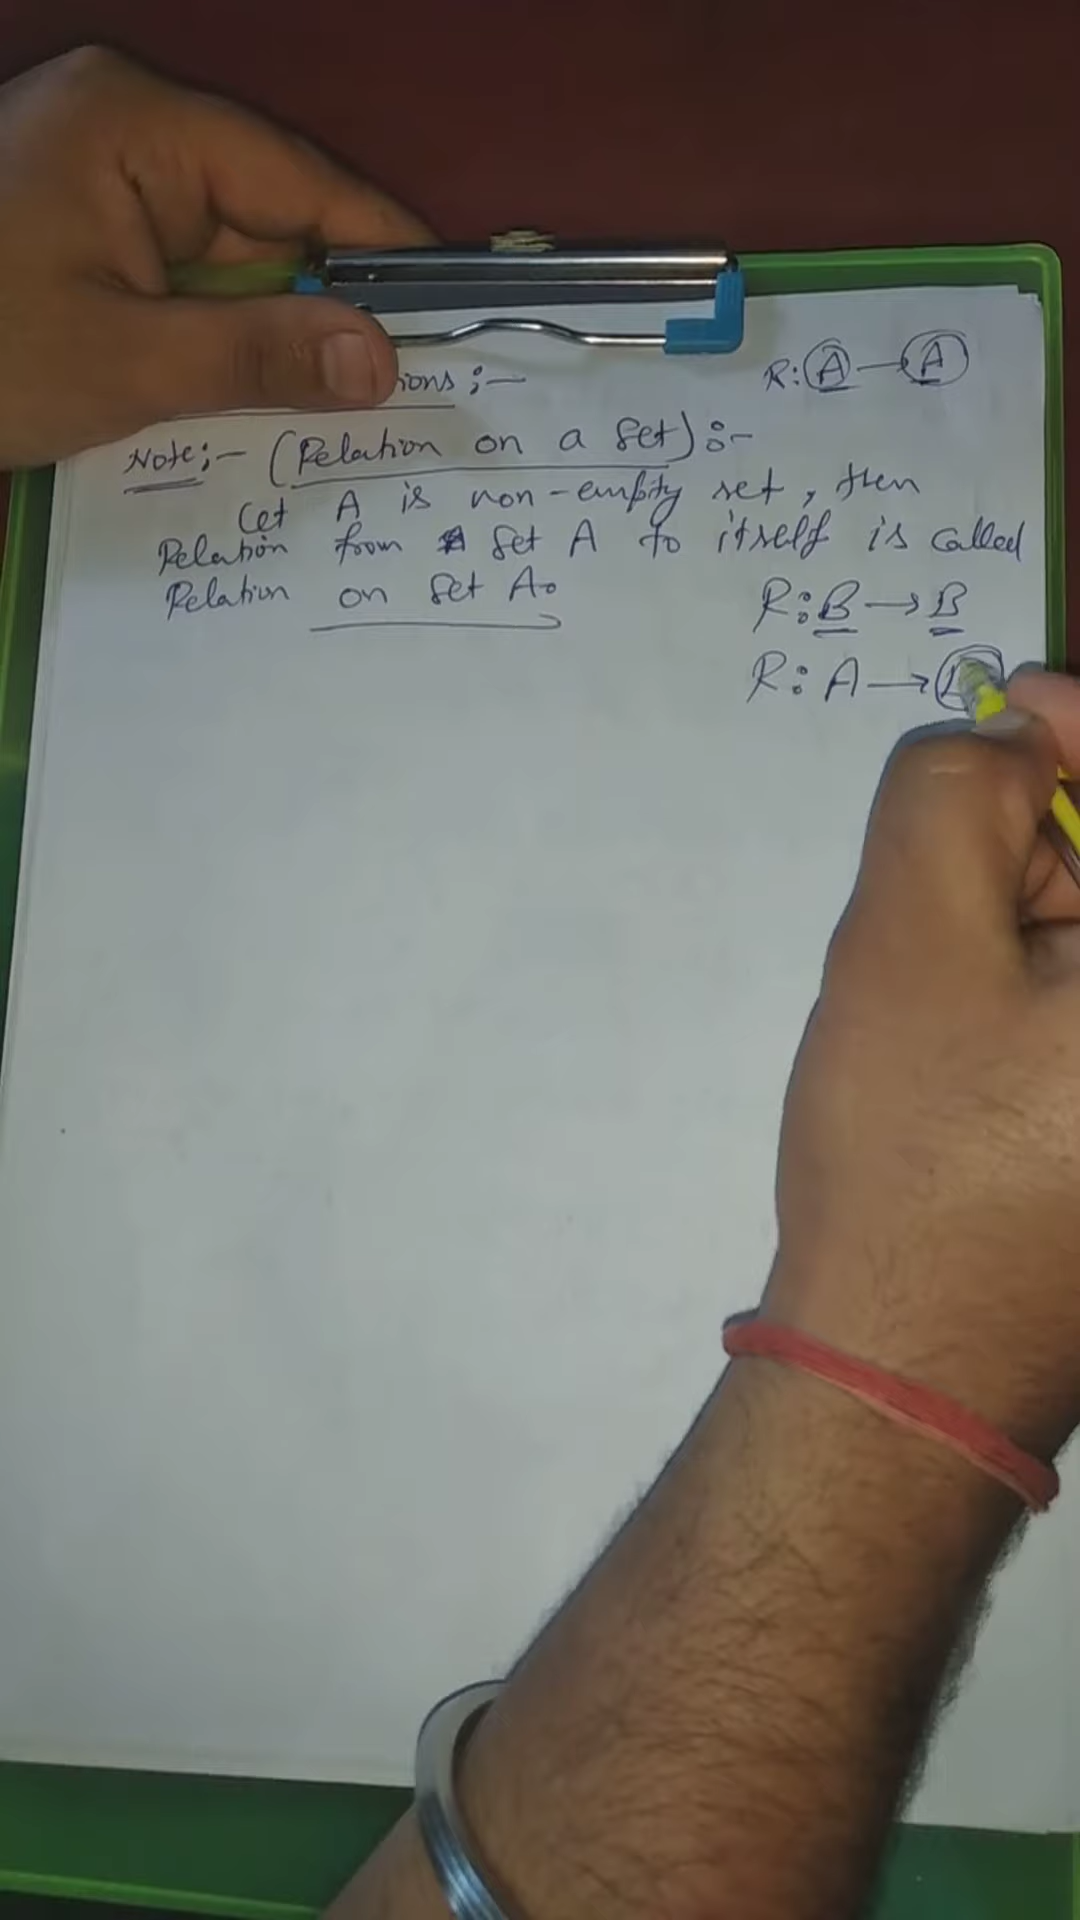 ions :-
R: A → A
Note:- (Relation on a Set) :-
Let A is non-empty set, then
Relation from set A to itself is called
Relation on set A.
R: B → B
R: A →